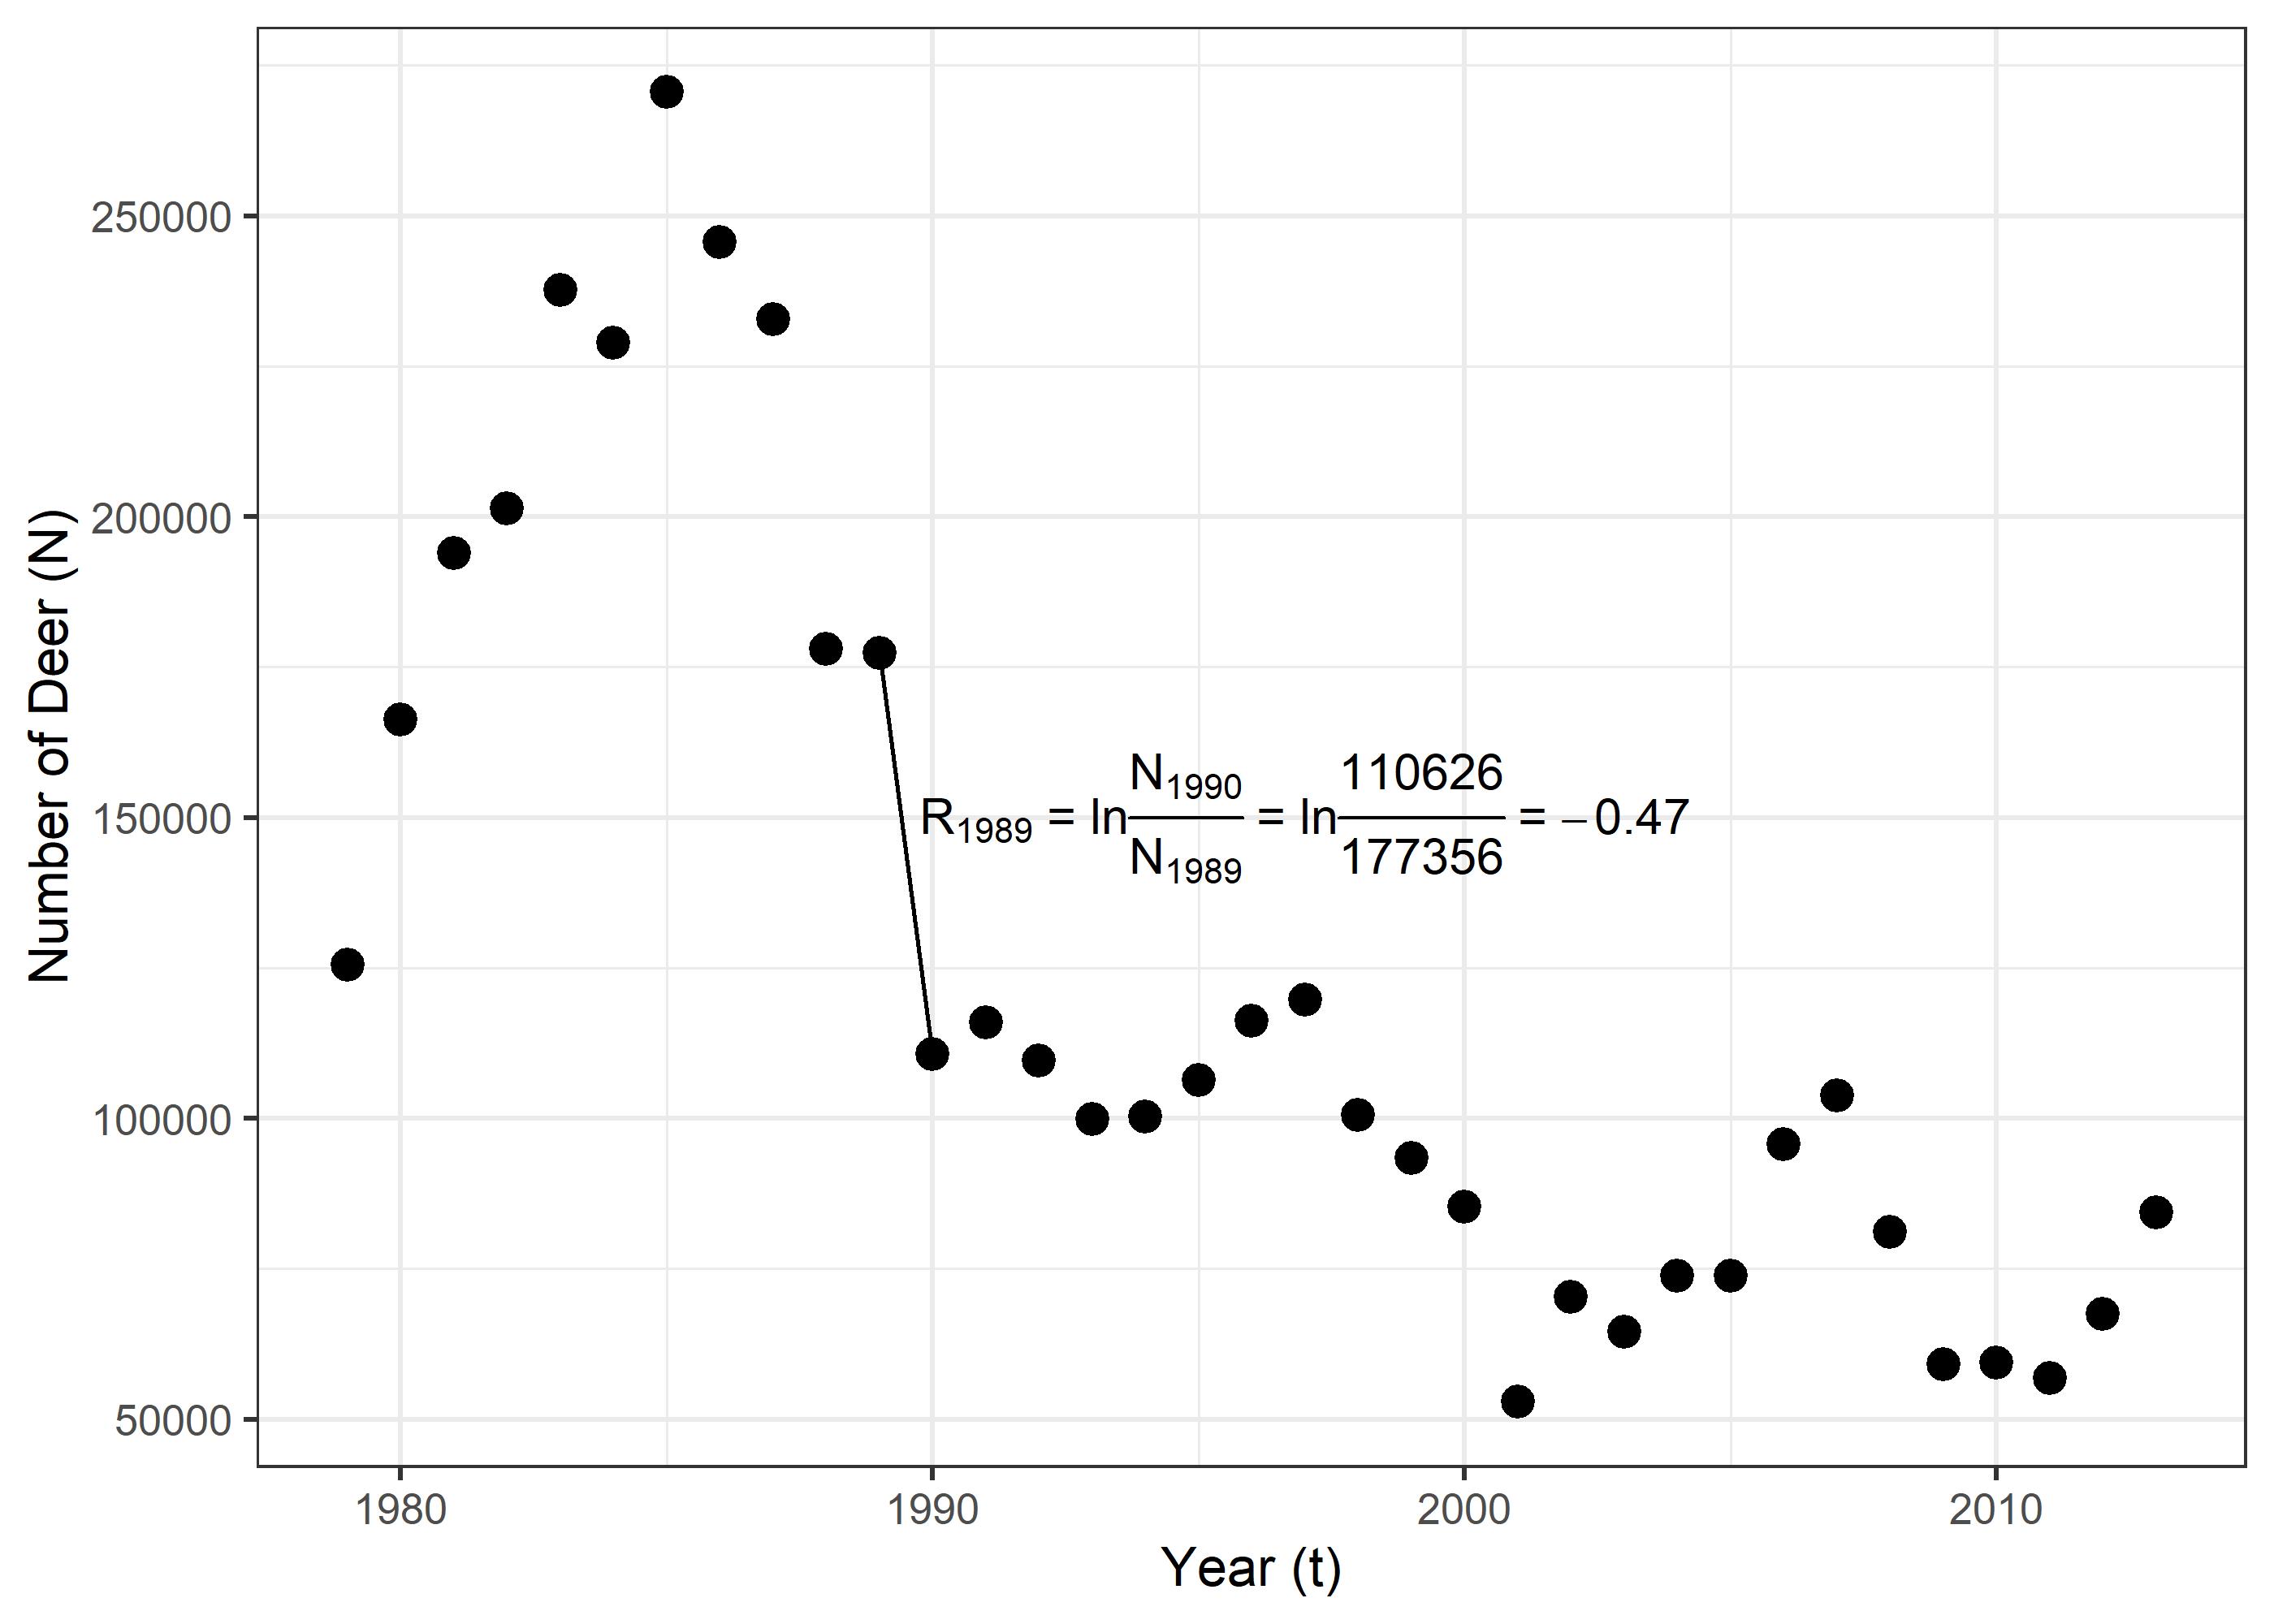 250000
200000
150000
100000
50000
Number of Deer (N)
R1989 = ln N1990/N1989 = ln 110626/177356 = −0.47
1980 1990 2000 2010
Year (t)